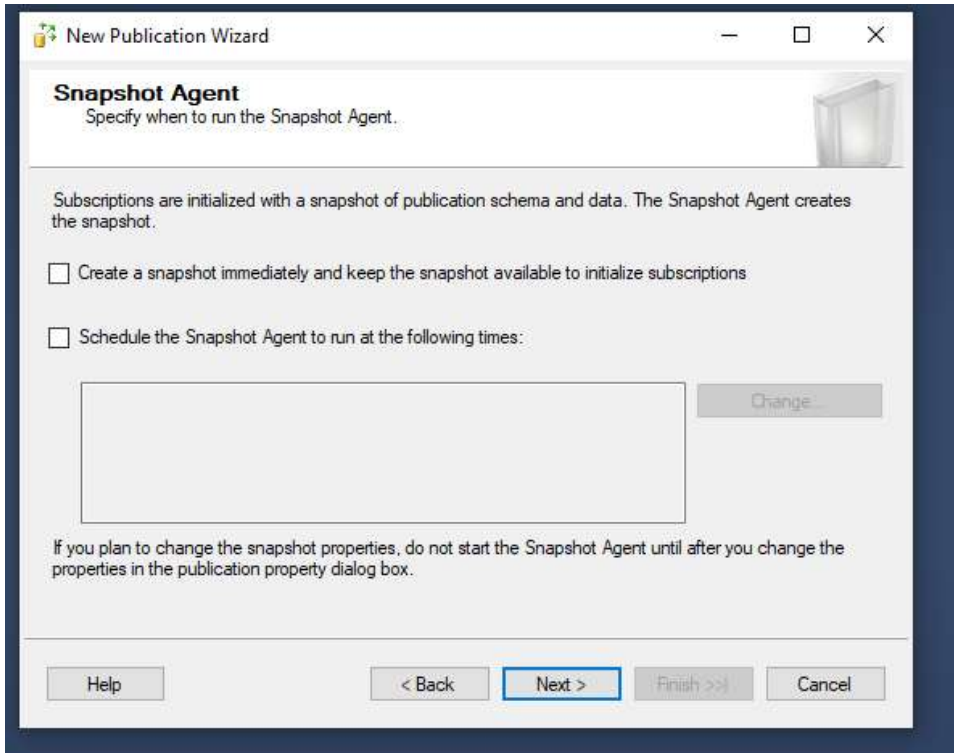 New Publication Wizard
Snapshot Agent
Specify when to run the Snapshot Agent.
Subscriptions are initialized with a snapshot of publication schema and data. The Snapshot Agent creates
the snapshot.
Create a snapshot immediately and keep the snapshot available to initialize subscriptions
Schedule the Snapshot Agent to run at the following times:
Change...
If you plan to change the snapshot properties, do not start the Snapshot Agent until after you change the
properties in the publication property dialog box.
Help
< Back
Next >
Finish >>|
Cancel